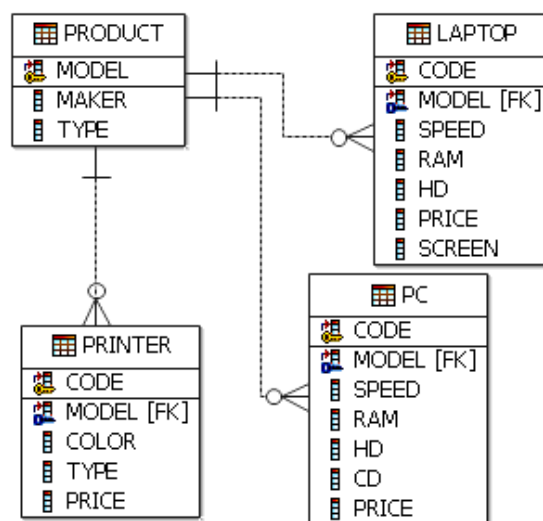 PRODUCT
MODEL
MAKER
TYPE
LAPTOP
CODE
MODEL [FK]
SPEED
RAM
HD
PRICE
SCREEN
PRINTER
CODE
MODEL [FK]
COLOR
TYPE
PRICE
PC
CODE
MODEL [FK]
SPEED
RAM
HD
CD
PRICE